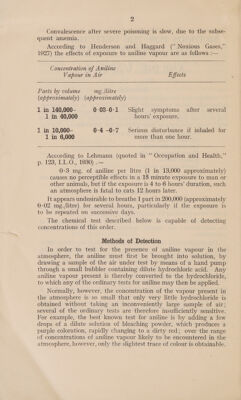 2
Convalescence after severe poisoning is slow, due to the subse-
quent anæmia.
According to Henderson and Haggard ("Noxious Gases,"
1927) the effects of exposure to aniline vapour are as follows :—
Concentration of Aniline
Vapour in Air
Effects
Parts by volume mg./litre
(approximately) (approximately)
1 in 140,000– 0·03–0·1 Slight symptoms after several
1 in 40,000 hours' exposure.
1 in 10,000– 0·4–0·7 Serious disturbance if inhaled for
1 in 6,000 more than one hour.
According to Lehmann (quoted in "Occupation and Health,"
p. 123, I.L.O., 1930) :—
0·3 mg. of aniline per litre (1 in 13,000 approximately)
causes no perceptible effects in a 15 minute exposure to man or
other animals, but if the exposure is 4 to 6 hours' duration, such
an atmosphere is fatal to cats 12 hours later.
It appears undesirable to breathe 1 part in 200,000 (approximately
0·02 mg./litre) for several hours, particularly if the exposure is
to be repeated on successive days.
The chemical test described below is capable of detecting
concentrations of this order.
Methods of Detection
In order to test for the presence of aniline vapour in the
atmosphere, the aniline must first be brought into solution, by
drawing a sample of the air under test by means of a hand pump
through a small bubbler containing dilute hydrochloric acid. Any
aniline vapour present is thereby converted to the hydrochloride,
to which any of the ordinary tests for aniline may then be applied.
Normally, however, the concentration of the vapour present in
the atmosphere is so small that only very little hydrochloride is
obtained without taking an inconveniently large sample of air;
several of the ordinary tests are therefore insufficiently sensitive.
For example, the best known test for aniline is by adding a few
drops of a dilute solution of bleaching powder, which produces a
purple coloration, rapidly changing to a dirty red; over the range
of concentrations of aniline vapour likely to be encountered in the
atmosphere, however, only the slightest trace of colour is obtainable.